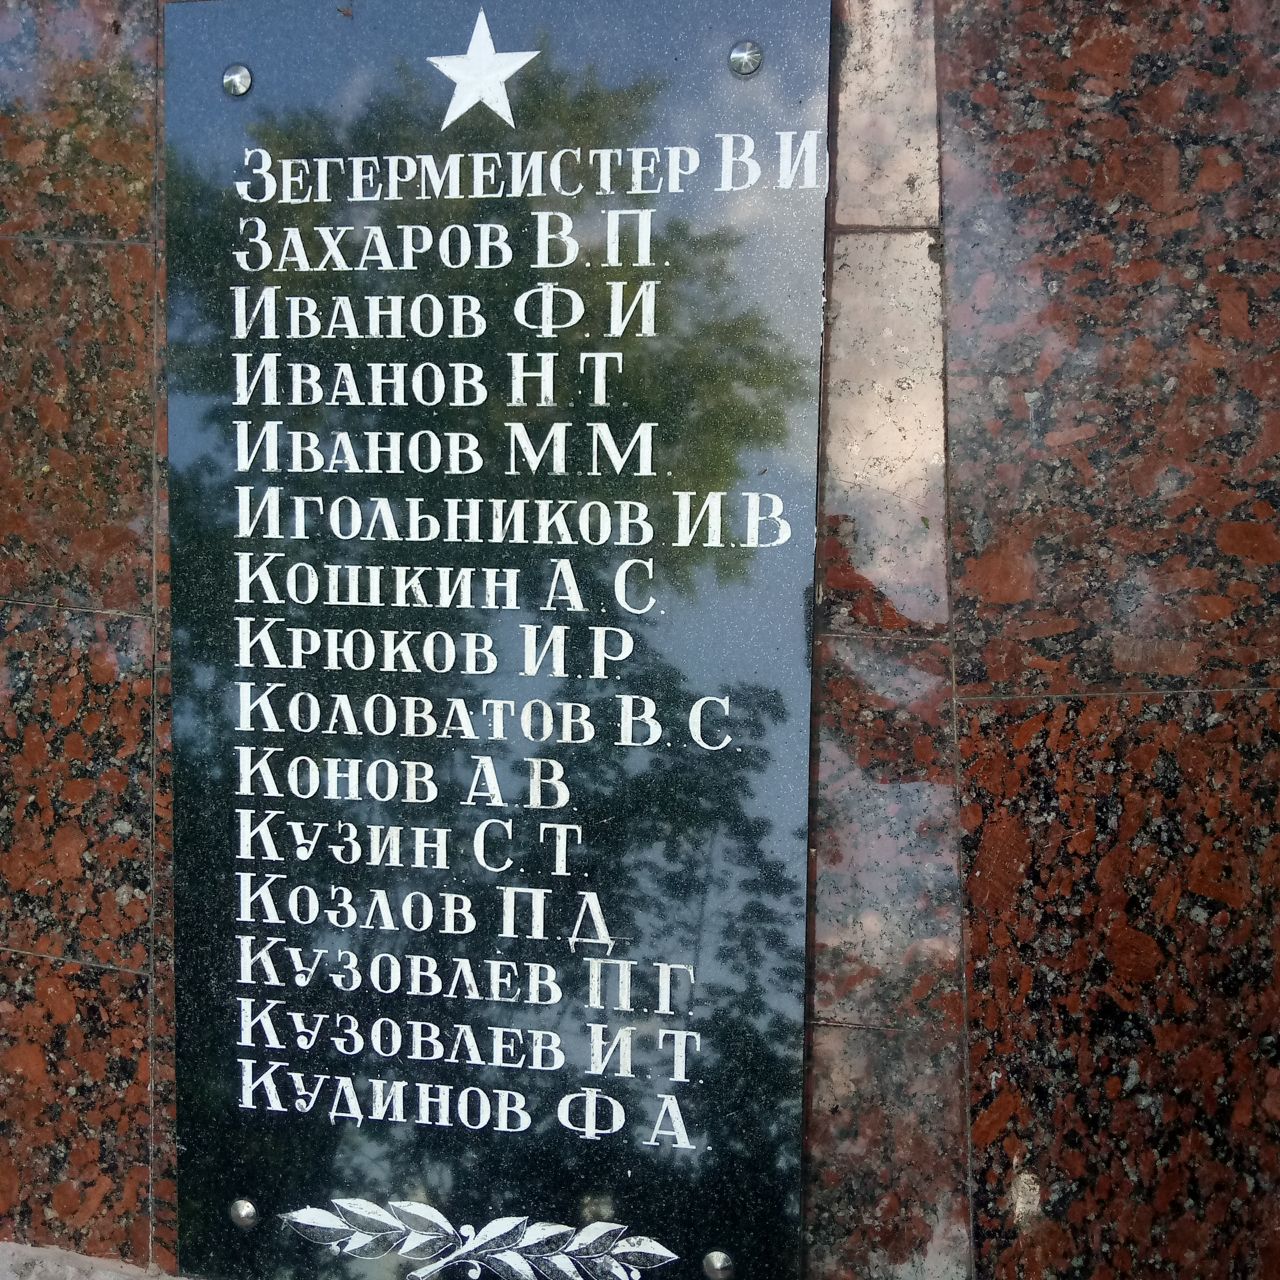 Зегермеистер В.И
Захаров В.П.
Иванов Ф.И
Иванов Н.Т.
Иванов М.М.
Игольников И.В
Кошкин А.С.
Крюков И.Р.
Коловатов В.С.
Конов А.В.
Кузин С.Т.
Козлов П.Д
Кузовлев П.Г.
Кузовлев И.Т.
Кудинов Ф.А.